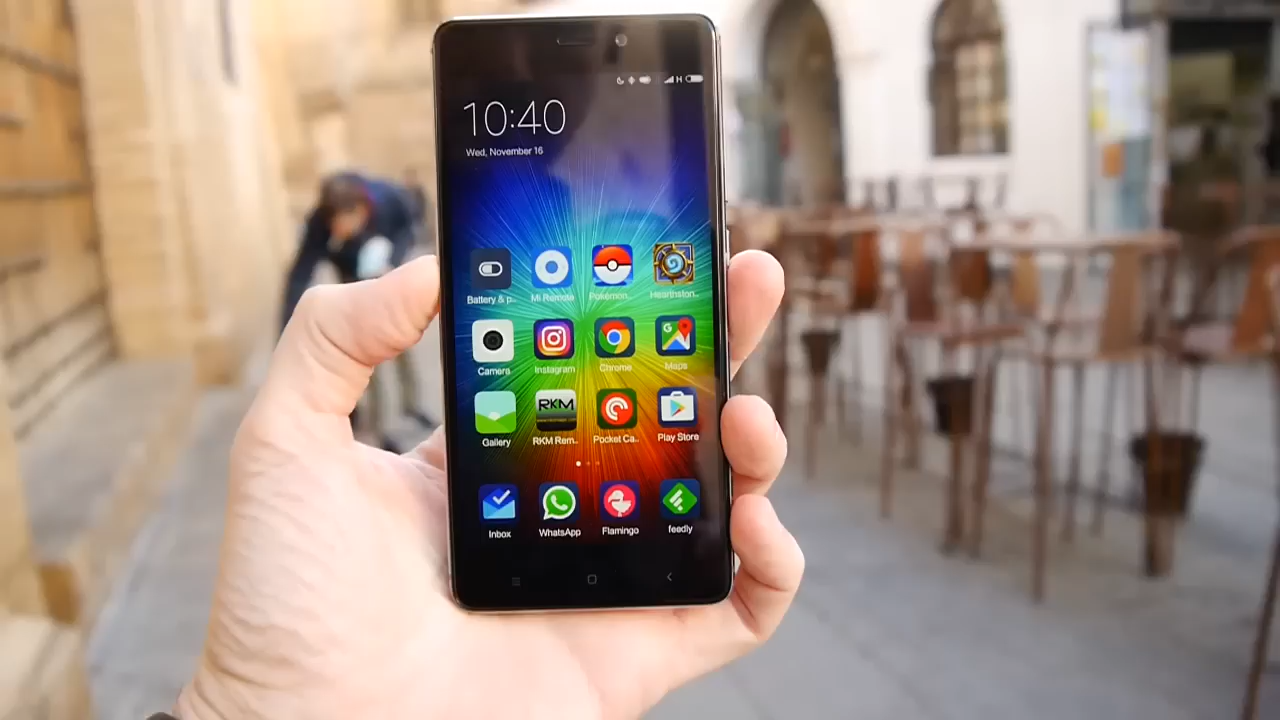 H
10:40
Wed, November 16
Battery & p..
Mi Remote
Pokémon..
Hearthston..
Camera
Instagram
Chrome
Maps
Gallery
RKM
RKM Rem..
Pocket Ca..
Play Store
Inbox
WhatsApp
Flamingo
feedly